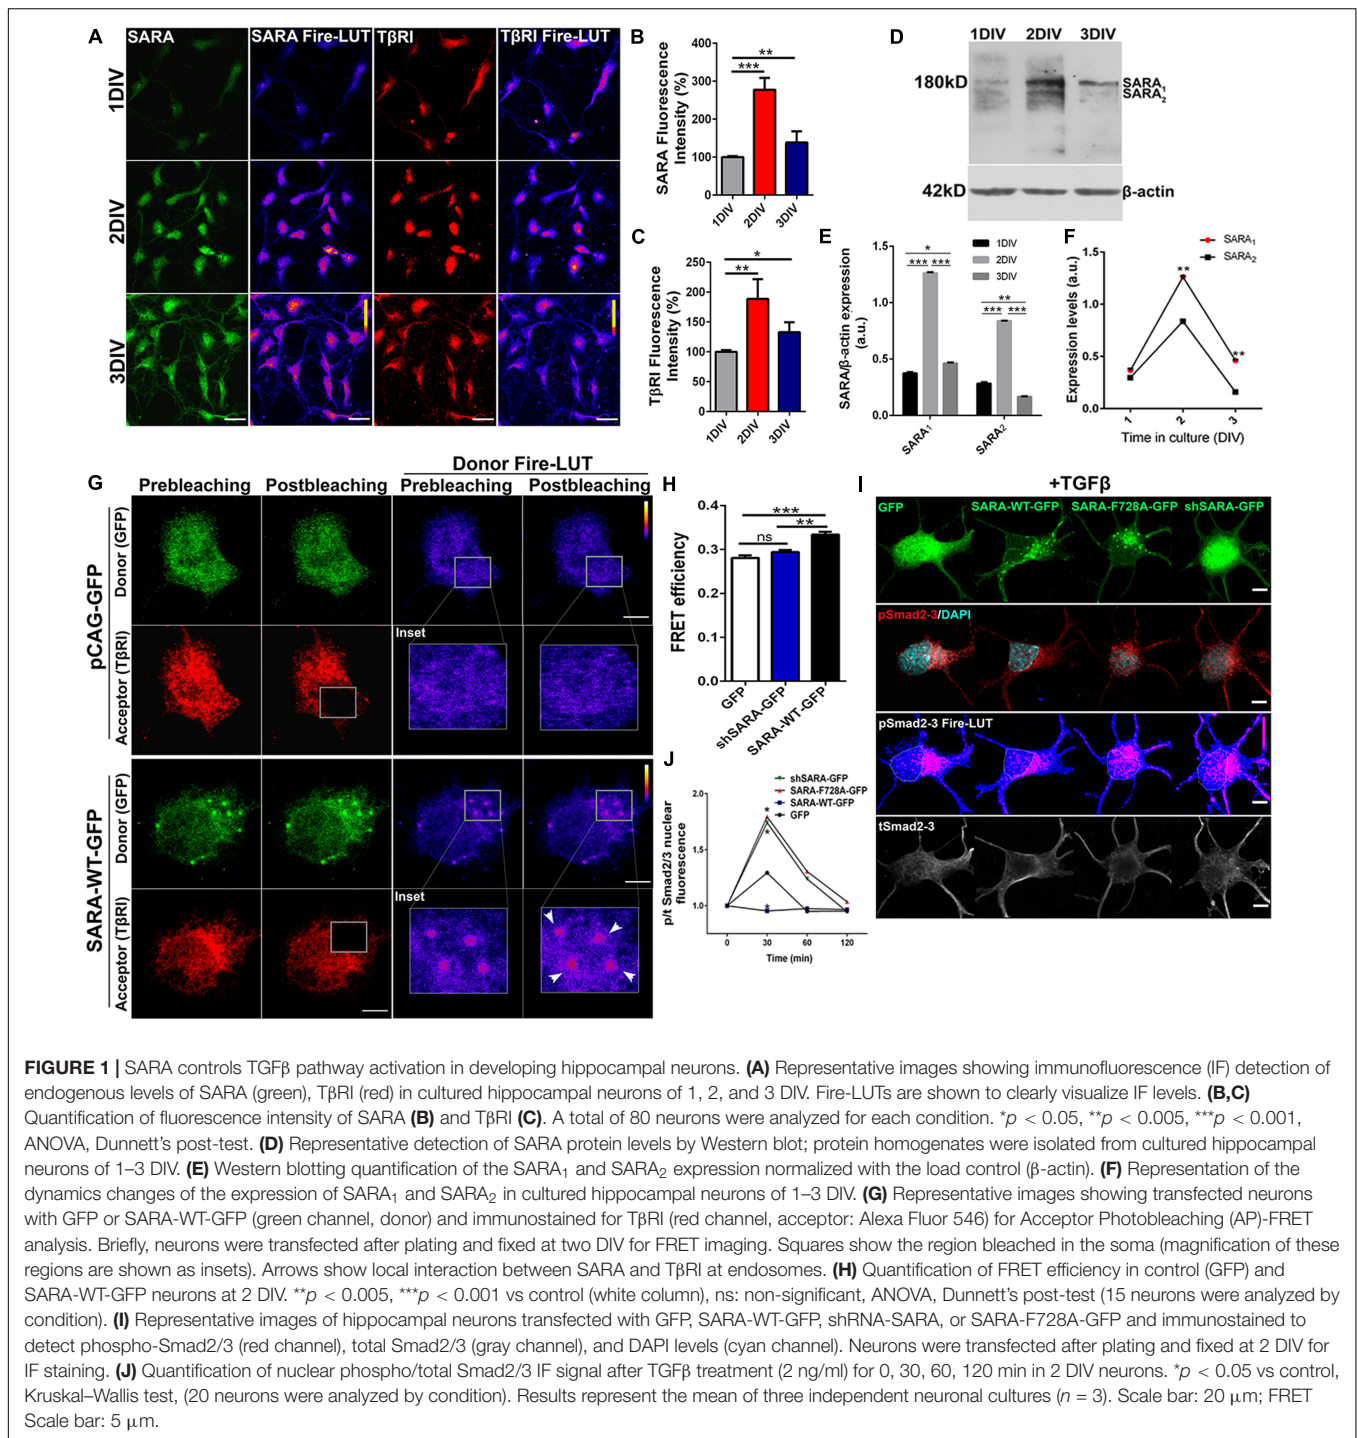 A
SARA
SARA Fire-LUT
TβRI
TβRI Fire-LUT
1DIV
2DIV
3DIV
B
SARA Fluorescence
Intensity (%)
400
300
200
100
0
***
**
1DIV
2DIV
3DIV
C
TβRI Fluorescence
Intensity (%)
250
200
150
100
50
0
**
*
1DIV
2DIV
3DIV
D
1DIV 2DIV 3DIV
180kD
SARA1
SARA2
42kD
β-actin
E
SARA/β-actin expression
(a.u.)
1.5
1.0
0.5
0.0
1DIV
2DIV
3DIV
*
*** ***
**
*** ***
SARA1
SARA2
F
Expression levels (a.u.)
1.5
1.0
0.5
0.0
SARA1
SARA2
**
**
1
2
3
Time in culture (DIV)
G
Donor Fire-LUT
Prebleaching
Postbleaching
Prebleaching
Postbleaching
pCAG-GFP
Donor (GFP)
Acceptor (TβRI)
Inset
SARA-WT-GFP
Donor (GFP)
Acceptor (TβRI)
Inset
H
FRET efficiency
0.4
0.3
0.2
0.1
0.0
***
**
ns
GFP
shSARA-GFP
SARA-WT-GFP
I
+TGFβ
GFP
SARA-WT-GFP
SARA-F728A-GFP
shSARA-GFP
pSmad2-3/DAPI
pSmad2-3 Fire-LUT
tSmad2-3
J
p/t Smad2/3 nuclear
fluorescence
2.0
1.5
1.0
shSARA-GFP
SARA-F728A-GFP
SARA-WT-GFP
GFP
*
*
*
0
30
60
120
Time (min)
FIGURE 1 | SARA controls TGFβ pathway activation in developing hippocampal neurons. (A) Representative images showing immunofluorescence (IF) detection of
endogenous levels of SARA (green), TβRI (red) in cultured hippocampal neurons of 1, 2, and 3 DIV. Fire-LUTs are shown to clearly visualize IF levels. (B,C)
Quantification of fluorescence intensity of SARA (B) and TβRI (C). A total of 80 neurons were analyzed for each condition. *p < 0.05, **p < 0.005, ***p < 0.001,
ANOVA, Dunnett's post-test. (D) Representative detection of SARA protein levels by Western blot; protein homogenates were isolated from cultured hippocampal
neurons of 1–3 DIV. (E) Western blotting quantification of the SARA1 and SARA2 expression normalized with the load control (β-actin). (F) Representation of the
dynamics changes of the expression of SARA1 and SARA2 in cultured hippocampal neurons of 1–3 DIV. (G) Representative images showing transfected neurons
with GFP or SARA-WT-GFP (green channel, donor) and immunostained for TβRI (red channel, acceptor: Alexa Fluor 546) for Acceptor Photobleaching (AP)-FRET
analysis. Briefly, neurons were transfected after plating and fixed at two DIV for FRET imaging. Squares show the region bleached in the soma (magnification of these
regions are shown as insets). Arrows show local interaction between SARA and TβRI at endosomes. (H) Quantification of FRET efficiency in control (GFP) and
SARA-WT-GFP neurons at 2 DIV. **p < 0.005, ***p < 0.001 vs control (white column), ns: non-significant, ANOVA, Dunnett's post-test (15 neurons were analyzed by
condition). (I) Representative images of hippocampal neurons transfected with GFP, SARA-WT-GFP, shRNA-SARA, or SARA-F728A-GFP and immunostained to
detect phospho-Smad2/3 (red channel), total Smad2/3 (gray channel), and DAPI levels (cyan channel). Neurons were transfected after plating and fixed at 2 DIV for
IF staining. (J) Quantification of nuclear phospho/total Smad2/3 IF signal after TGFβ treatment (2 ng/ml) for 0, 30, 60, 120 min in 2 DIV neurons. *p < 0.05 vs control,
Kruskal–Wallis test, (20 neurons were analyzed by condition). Results represent the mean of three independent neuronal cultures (n = 3). Scale bar: 20 μm; FRET
Scale bar: 5 μm.